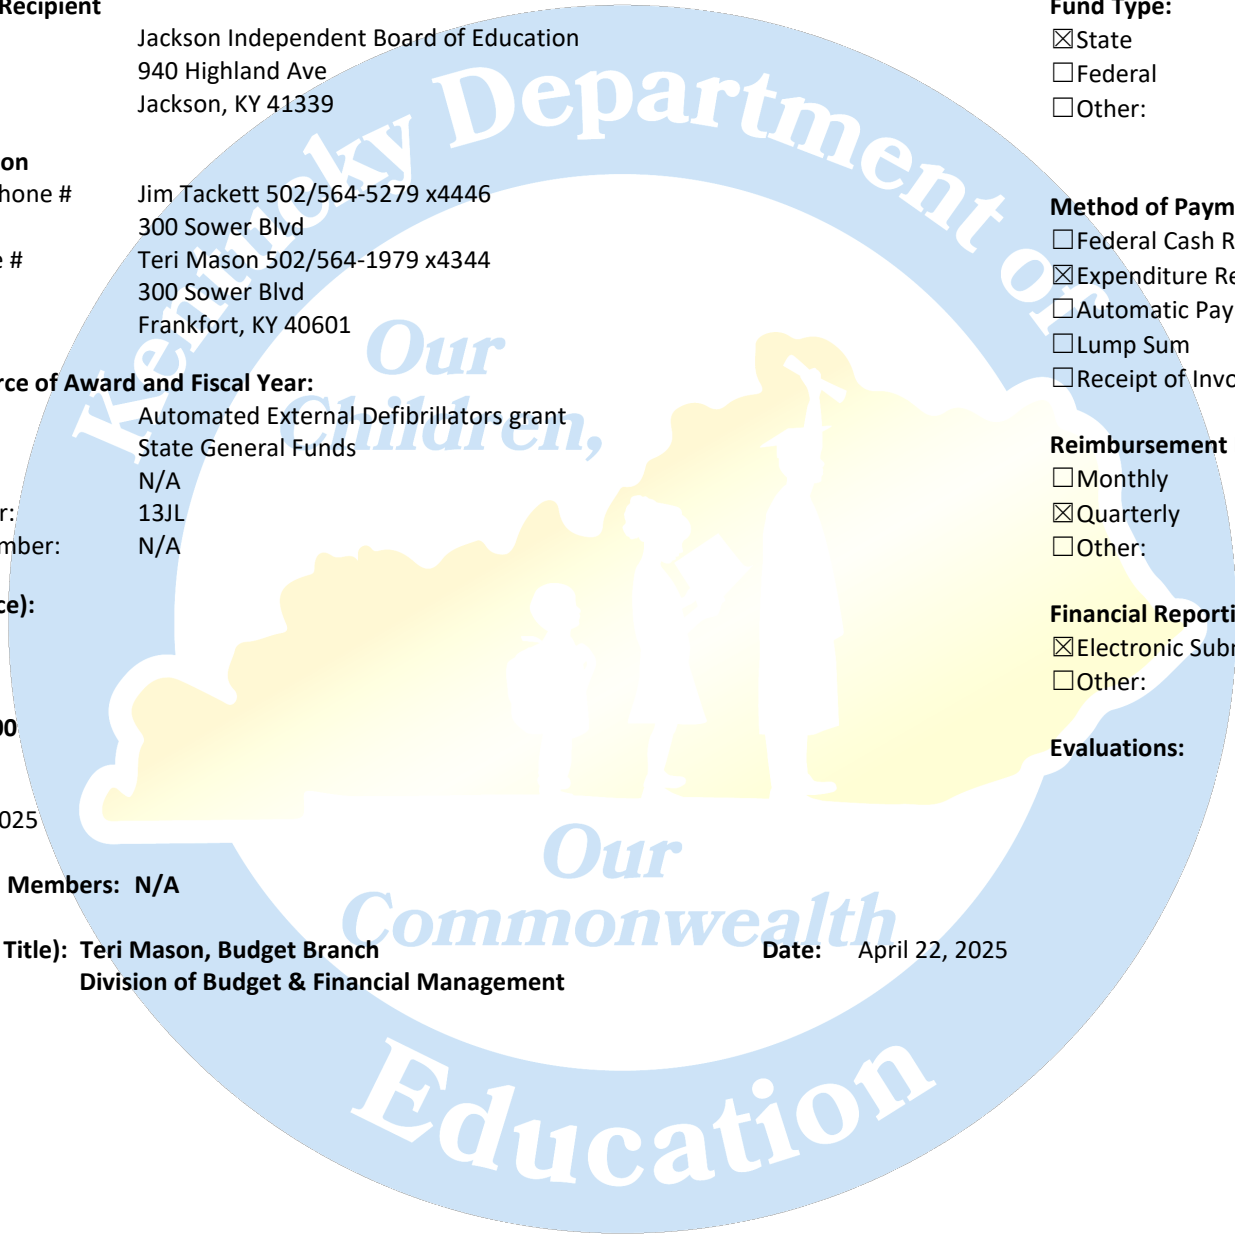 Recipient
Jackson Independent Board of Education
940 Highland Ave
Jackson, KY 41339
on
hone #
Jim Tackett 502/564-5279 x4446
300 Sower Blvd
e #
Teri Mason 502/564-1979 x4344
300 Sower Blvd
Frankfort, KY 40601
rce of Award and Fiscal Year:
Automated External Defibrillators grant
State General Funds
N/A
r: 13JL
mber: N/A
ce):
00
025
Members: N/A
Title): Teri Mason, Budget Branch
Division of Budget & Financial Management
Date: April 22, 2025
Fund Type:
☒State
☐Federal
☐Other:
Method of Paym
☐Federal Cash R
☒Expenditure Re
☐Automatic Pay
☐Lump Sum
☐Receipt of Invo
Reimbursement
☐Monthly
☒Quarterly
☐Other:
Financial Reporti
☒Electronic Subr
☐Other:
Evaluations:
Kentucky Department of
Education
Our
Children,
Our
Commonwealth